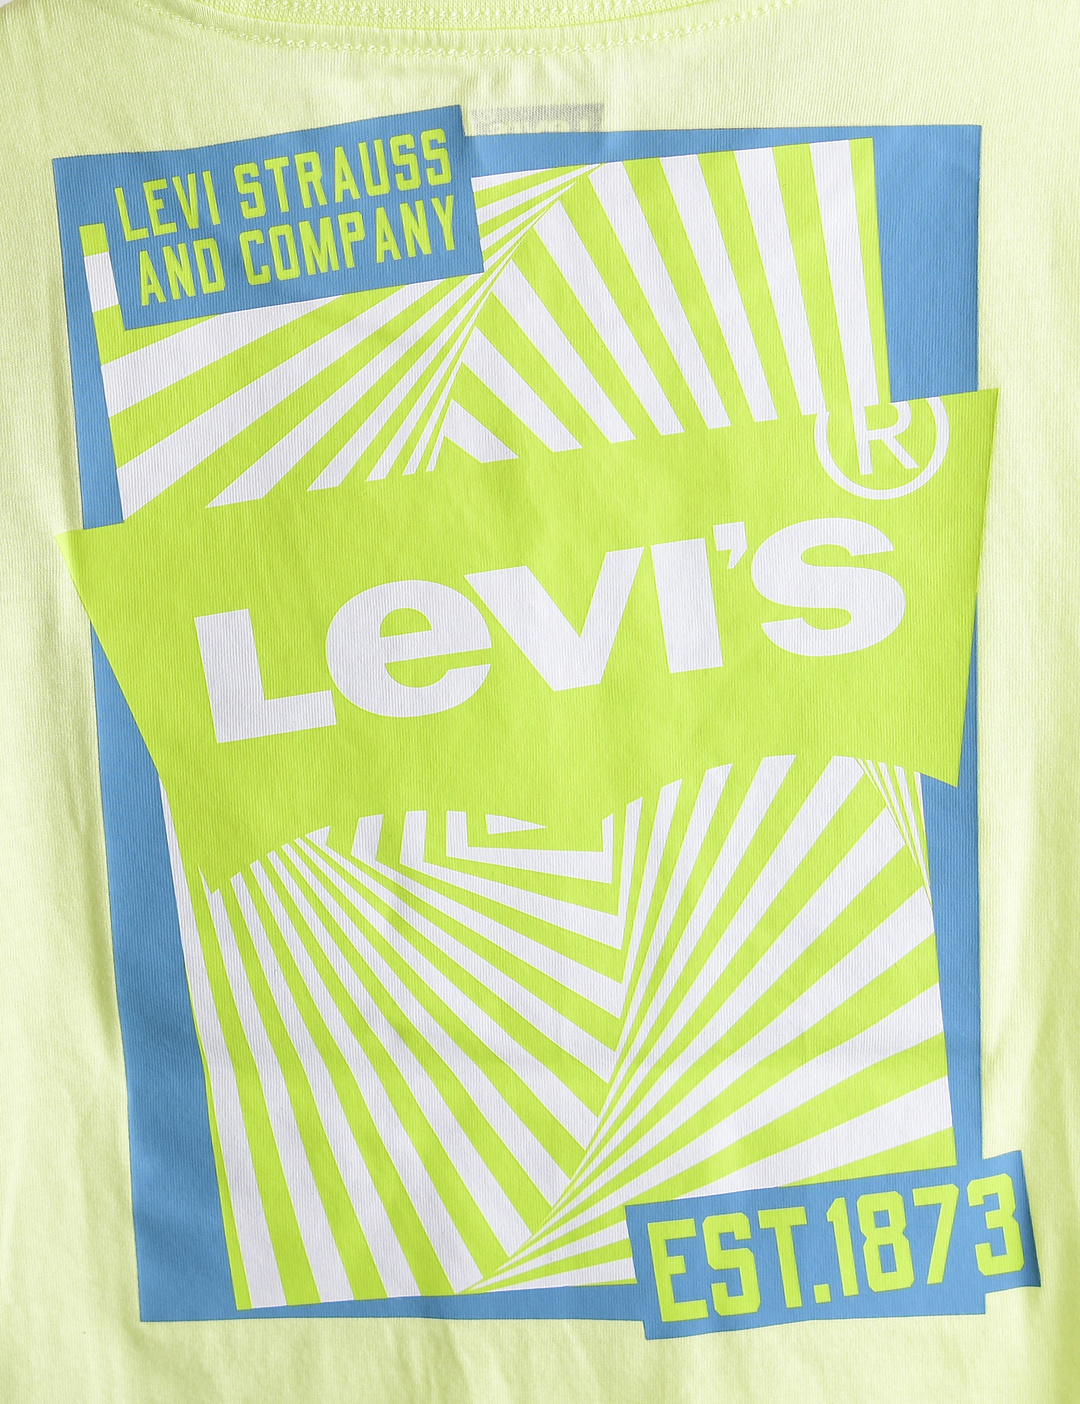 LEVI STRAUSS
AND COMPANY
®
Levi's
EST.1873